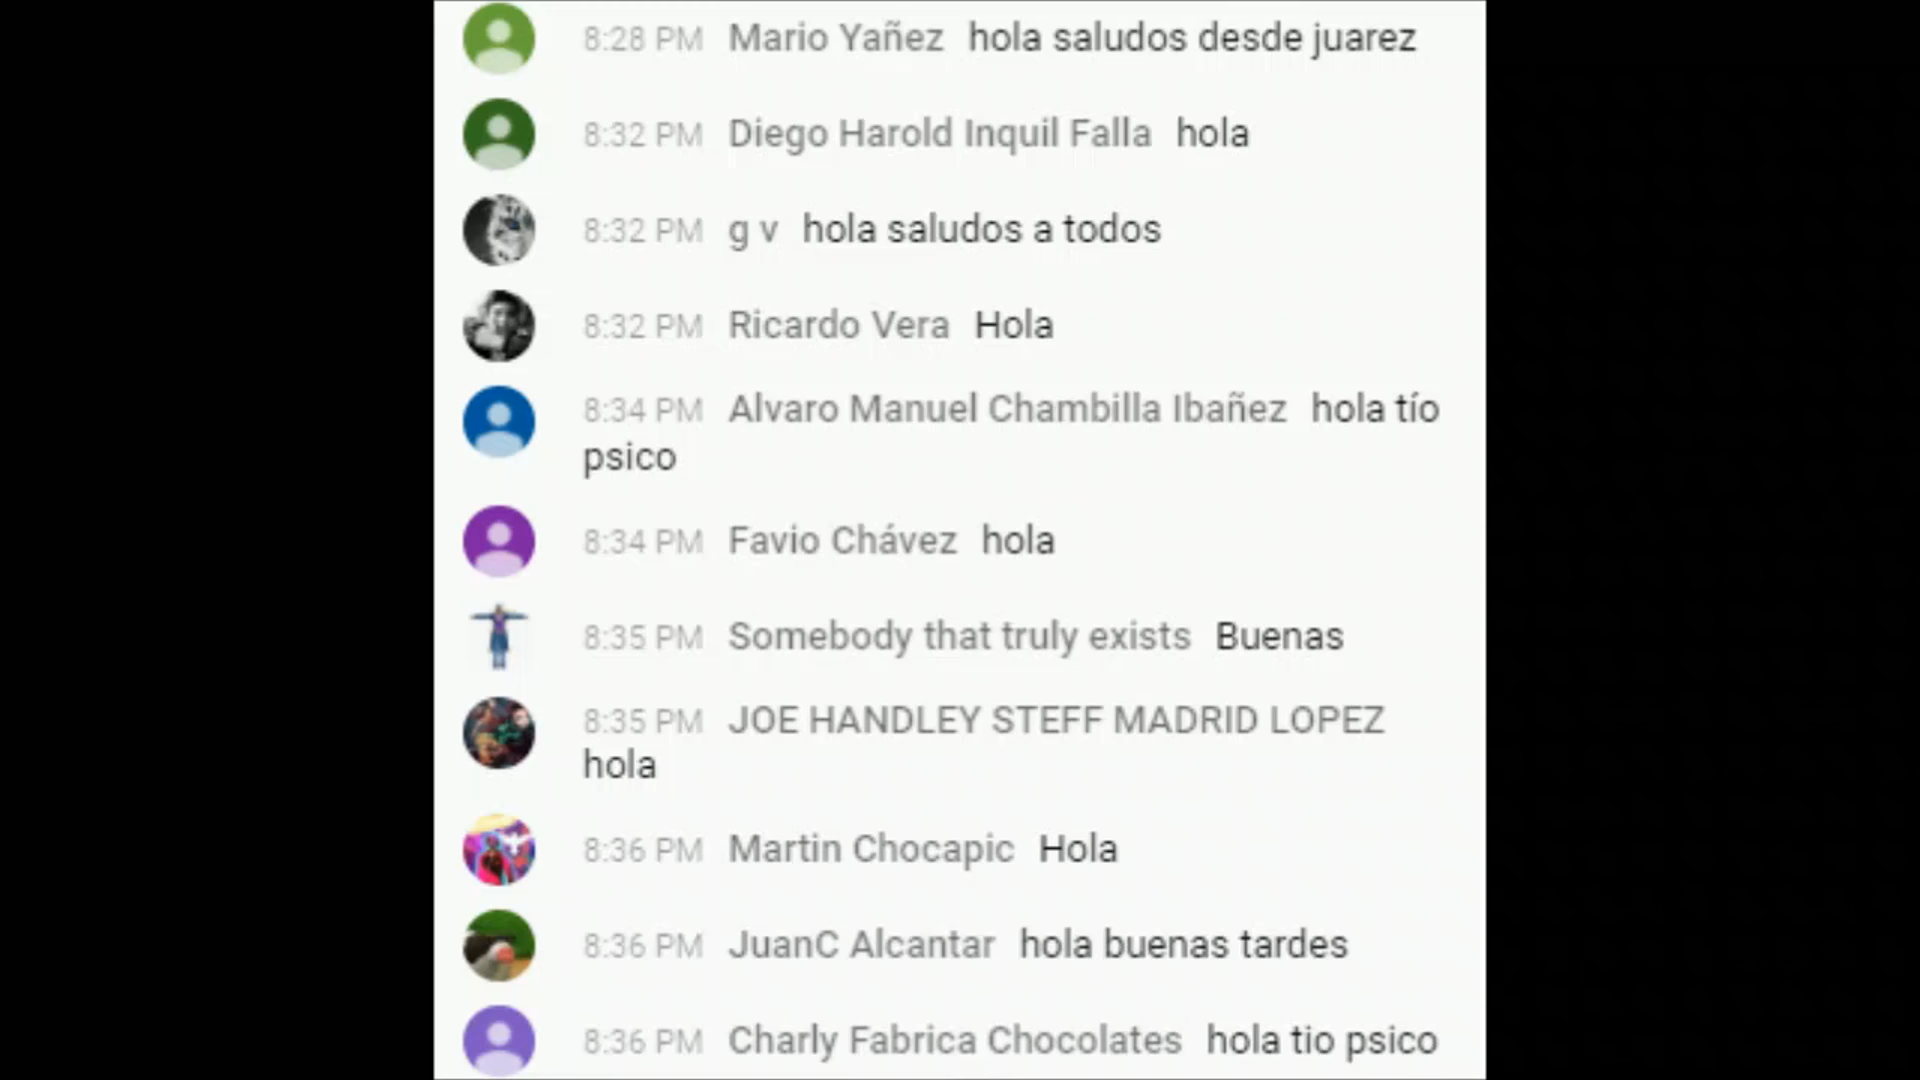 8:28 PM Mario Yañez hola saludos desde juarez
8:32 PM Diego Harold Inquil Falla hola
8:32 PM g v hola saludos a todos
8:32 PM Ricardo Vera Hola
8:34 PM Alvaro Manuel Chambilla Ibañez hola tío
psico
8:34 PM Favio Chávez hola
8:35 PM Somebody that truly exists Buenas
8:35 PM JOE HANDLEY STEFF MADRID LOPEZ
hola
8:36 PM Martin Chocapic Hola
8:36 PM JuanC Alcantar hola buenas tardes
8:36 PM Charly Fabrica Chocolates hola tio psico